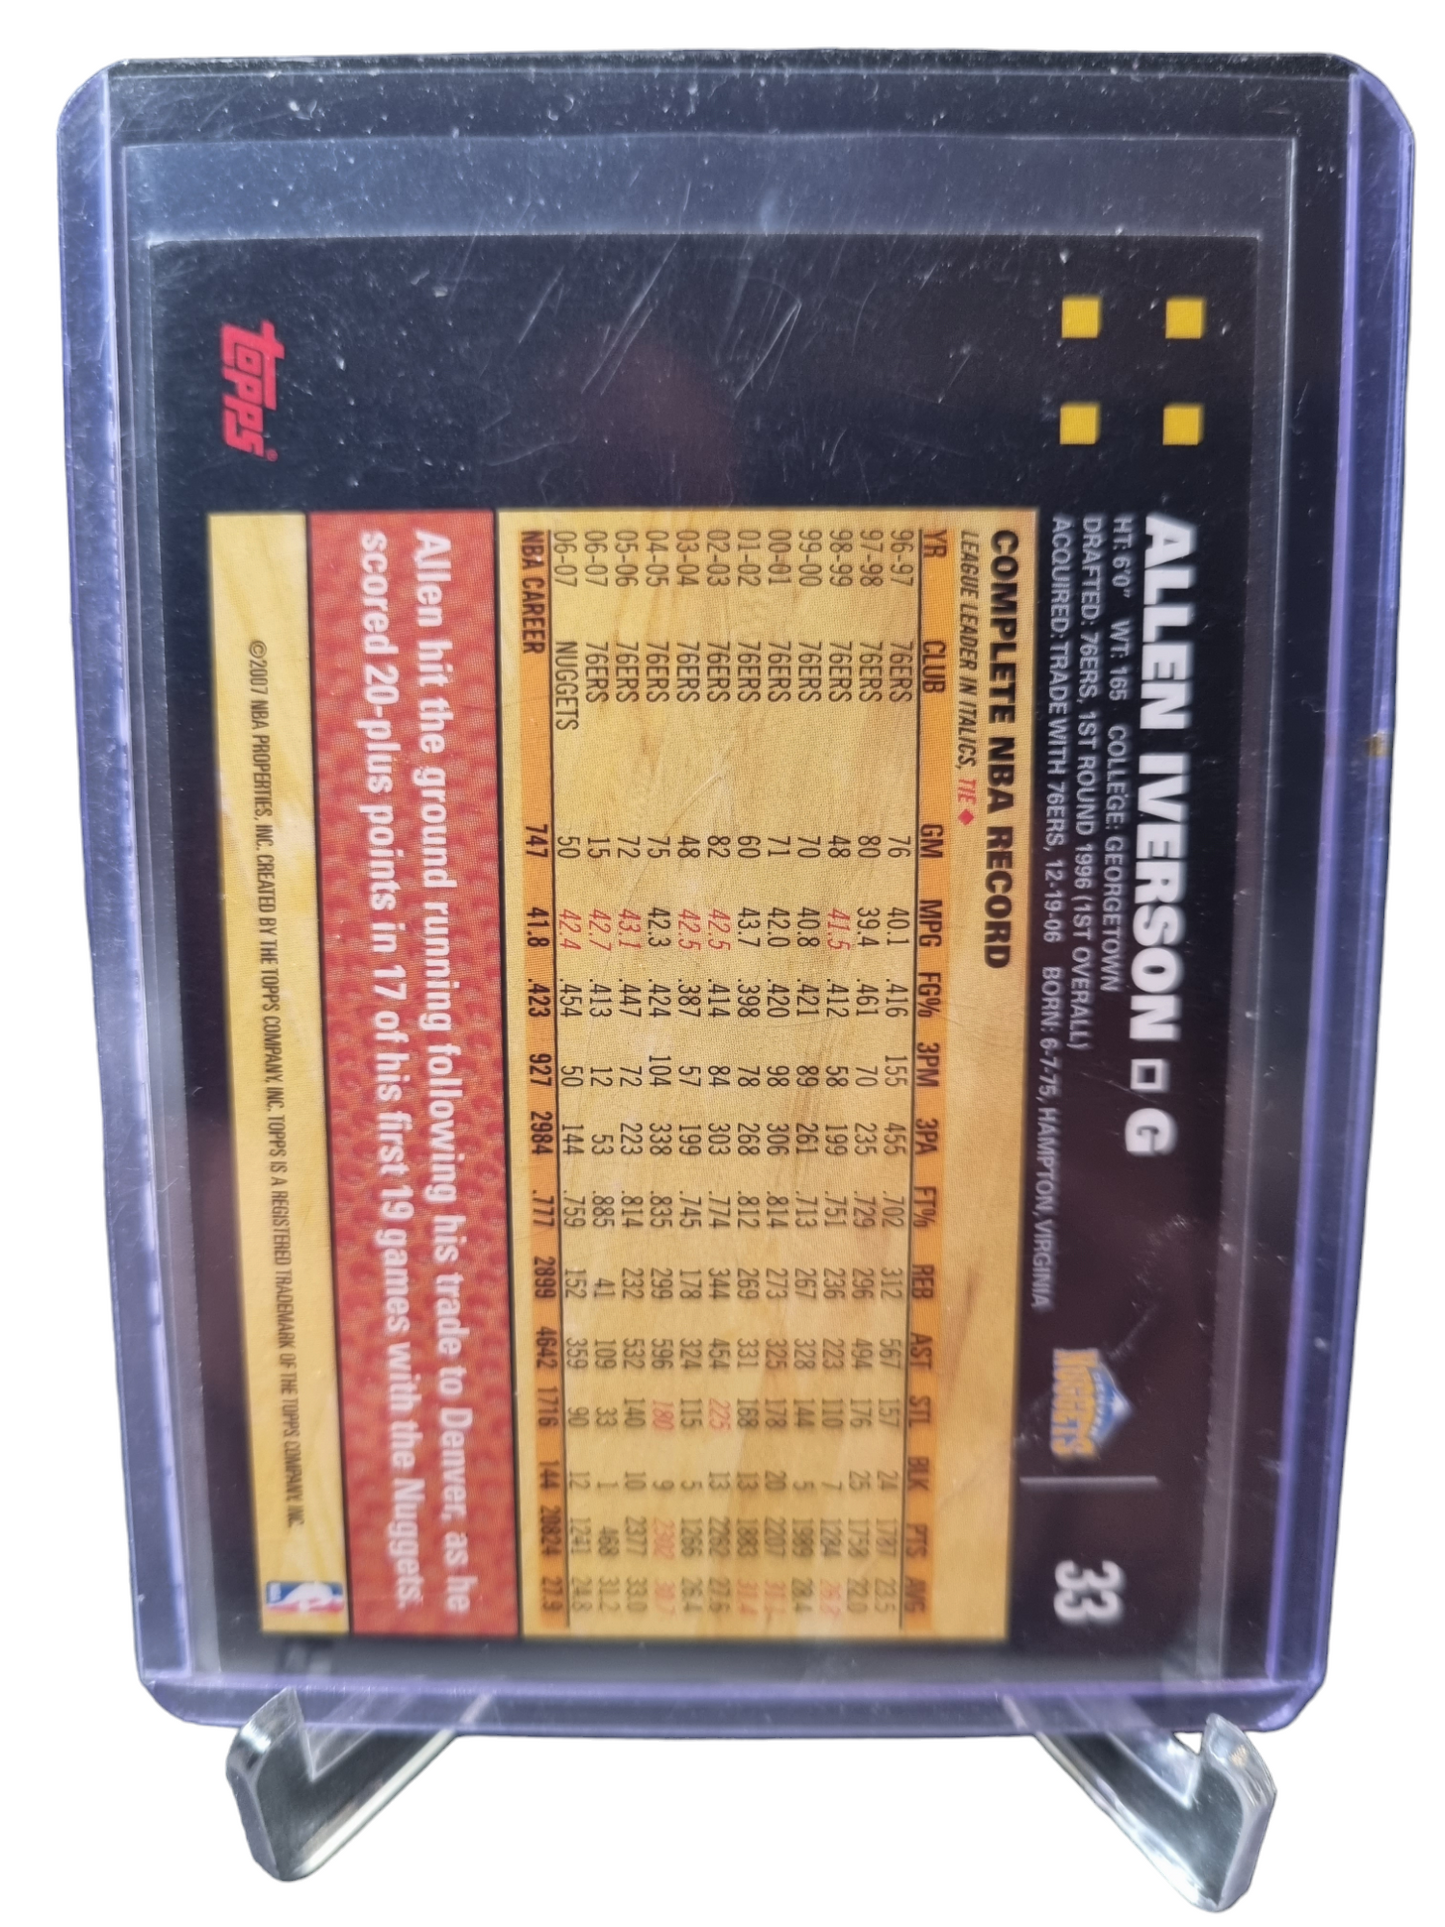 ALLEN IVERSON □ G
33
HT: 6'0" WT: 165 COLLEGE: GEORGETOWN
DRAFTED: 76ERS, 1ST ROUND 1996 (1ST OVERALL)
ACQUIRED: TRADE WITH 76ERS, 12-19-06 BORN: 6-7-75, HAMPTON, VIRGINIA
NUGGETS
COMPLETE NBA RECORD
LEAGUE LEADER IN ITALICS, TIE ◆
YR CLUB GM MPG FG% 3PM 3PA FT% REB AST STL BLK PTS AVG
96-97 76ERS 76 40.1 .416 155 455 .702 312 567 157 24 1787 23.5
97-98 76ERS 80 39.4 .461 70 235 .729 296 494 176 25 1758 22.0
98-99 76ERS 48 41.5 .412 58 199 .751 236 223 110 7 1284 26.8
99-00 76ERS 70 40.8 .421 89 261 .713 267 328 144 5 1989 28.4
00-01 76ERS 71 42.0 .420 98 306 .814 273 325 178 20 2207 31.1
01-02 76ERS 60 43.7 .398 78 268 .812 269 331 168 13 1883 31.4
02-03 76ERS 82 42.5 .414 84 303 .774 344 454 225 13 2262 27.6
03-04 76ERS 48 42.5 .387 57 199 .745 178 324 115 5 1266 26.4
04-05 76ERS 75 42.3 .424 104 338 .835 299 596 180 9 2302 30.7
05-06 76ERS 72 43.1 .447 72 223 .814 232 532 140 10 2377 33.0
06-07 76ERS 15 42.7 .413 12 53 .885 41 109 33 1 468 31.2
06-07 NUGGETS 50 42.4 .454 50 144 .759 152 359 90 12 1241 24.8
NBA CAREER 747 41.8 .423 927 2984 .777 2899 4642 1716 144 20824 27.9
Allen hit the ground running following his trade to Denver, as he
scored 20-plus points in 17 of his first 19 games with the Nuggets.
©2007 NBA PROPERTIES, INC. CREATED BY THE TOPPS COMPANY, INC. TOPPS IS A REGISTERED TRADEMARK OF THE TOPPS COMPANY, INC.
topps®